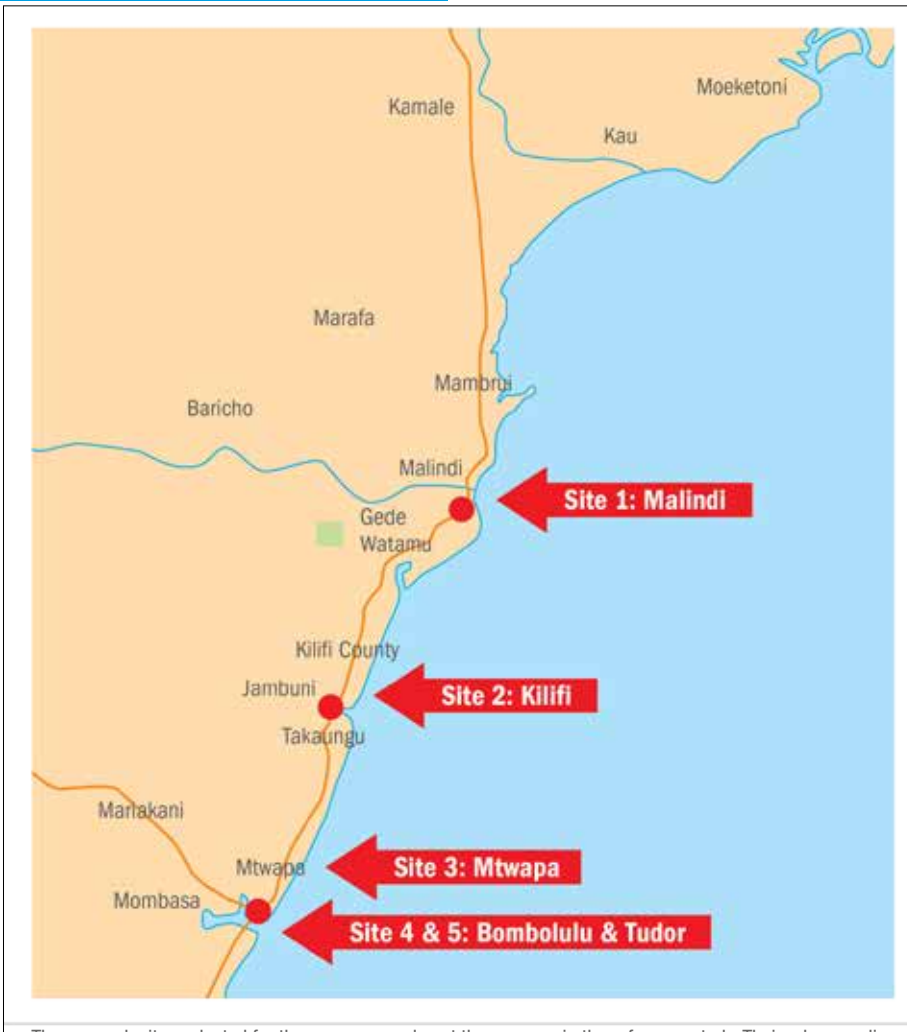 Moeketoni
Kamale
Kau
Marafa
Mambrui
Baricho
Malindi
Site 1: Malindi
Gede
Watamu
Kilifi County
Jambuni
Site 2: Kilifi
Takaungu
Mariakani
Mtwapa
Site 3: Mtwapa
Mombasa
Site 4 & 5: Bombolulu & Tudor